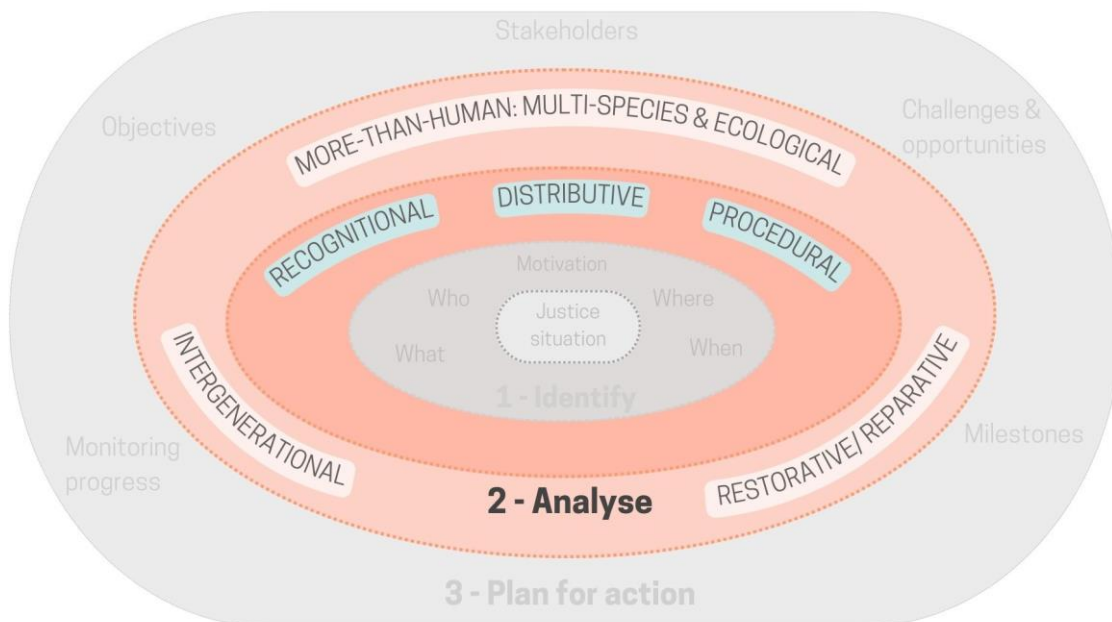 Stakeholders
Objectives
Challenges &
opportunities
MORE-THAN-HUMAN: MULTI-SPECIES & ECOLOGICAL
RECOGNITIONAL
DISTRIBUTIVE
PROCEDURAL
Motivation
Who
Where
Justice
situation
What
When
1 - Identify
INTERGENERATIONAL
RESTORATIVE/ REPARATIVE
Monitoring
progress
Milestones
2 - Analyse
3 - Plan for action